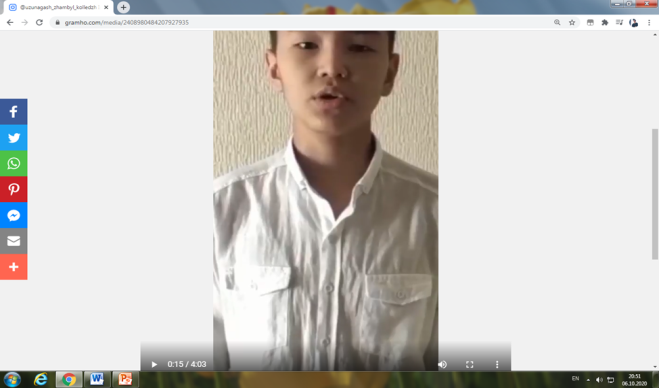 @uzunagash_zhambyl_kolledzh
gramho.com/media/2408980484207927935
0:15 / 4:03
EN
20:51
06.10.2020